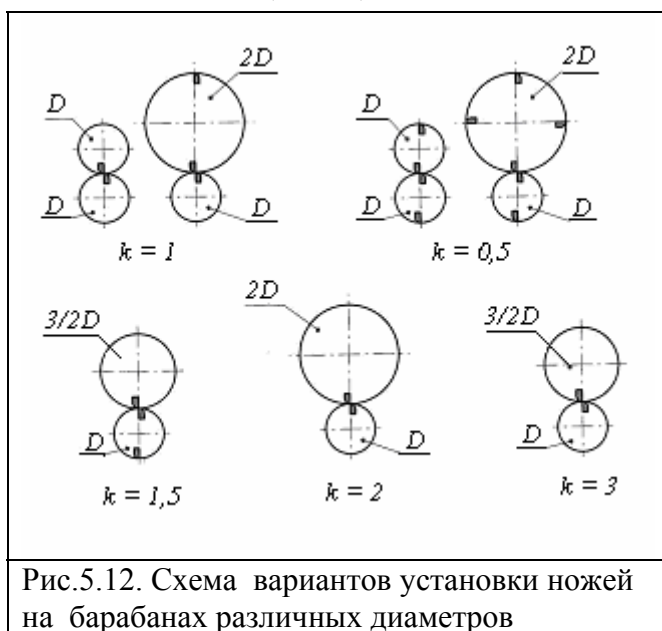 2D 2D
D D
D D D D
k = 1 k = 0,5
3/2D 2D 3/2D
D D D
k = 1,5 k = 2 k = 3
Рис.5.12. Схема вариантов установки ножей
на барабанах различных диаметров